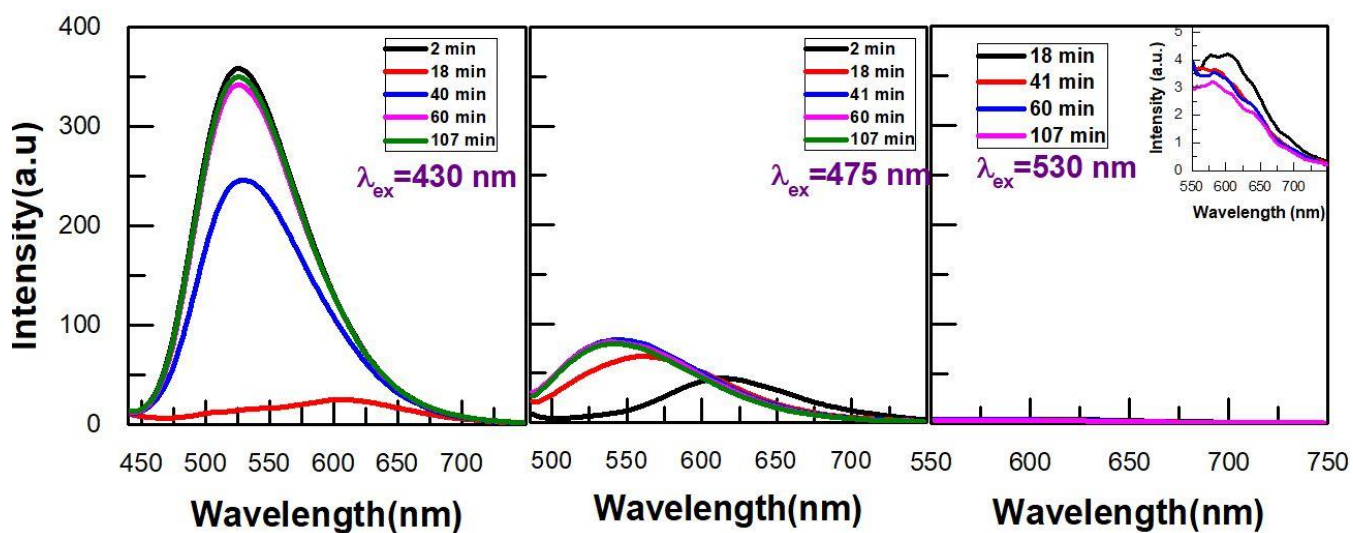 Intensity(a.u)
400
300
200
100
0
2 min
18 min
40 min
60 min
107 min
λex=430 nm
450 500 550 600 650 700
Wavelength(nm)
2 min
18 min
41 min
60 min
107 min
λex=475 nm
500 550 600 650 700
Wavelength(nm)
18 min
41 min
60 min
107 min
λex=530 nm
550 600 650 700 750
Wavelength(nm)
Intensity (a.u.)
5
4
3
2
1
0
550 600 650 700
Wavelength (nm)